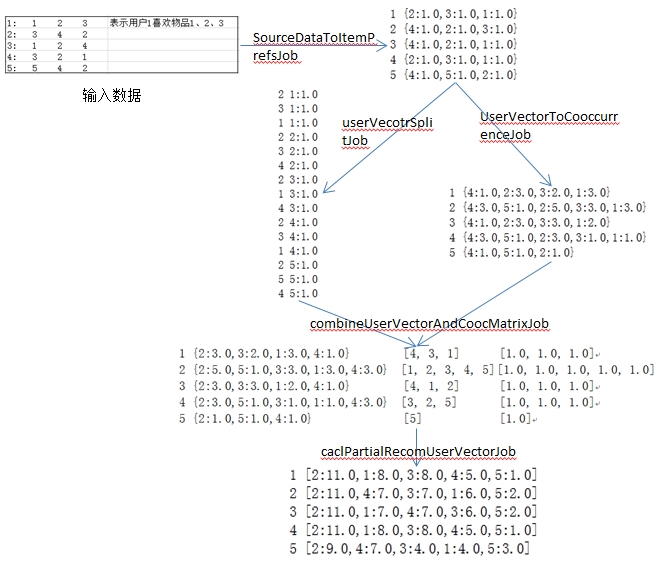 1: 1 2 3 表示用户1喜欢物品1、2、3
2: 3 4 2
3: 1 2 4
4: 3 2 1
5: 5 4 2
输入数据
SourceDataToItemP
refsJob
1 {2:1.0,3:1.0,1:1.0}
2 {4:1.0,2:1.0,3:1.0}
3 {4:1.0,2:1.0,1:1.0}
4 {2:1.0,3:1.0,1:1.0}
5 {4:1.0,5:1.0,2:1.0}
userVecotrSpli
tJob
UserVectorToCooccurr
enceJob
2 1:1.0
3 1:1.0
1 1:1.0
2 2:1.0
3 2:1.0
4 2:1.0
2 3:1.0
1 3:1.0
4 3:1.0
2 4:1.0
3 4:1.0
1 4:1.0
2 5:1.0
5 5:1.0
4 5:1.0
1 {4:1.0,2:3.0,3:2.0,1:3.0}
2 {4:3.0,5:1.0,2:5.0,3:3.0,1:3.0}
3 {4:1.0,2:3.0,3:3.0,1:2.0}
4 {4:3.0,5:1.0,2:3.0,3:1.0,1:1.0}
5 {4:1.0,5:1.0,2:1.0}
combineUserVectorAndCoocMatrixJob
1 {2:3.0,3:2.0,1:3.0,4:1.0} [4, 3, 1] [1.0, 1.0, 1.0]
2 {2:5.0,5:1.0,3:3.0,1:3.0,4:3.0} [1, 2, 3, 4, 5] [1.0, 1.0, 1.0, 1.0, 1.0]
3 {2:3.0,3:3.0,1:2.0,4:1.0} [4, 1, 2] [1.0, 1.0, 1.0]
4 {2:3.0,5:1.0,3:1.0,1:1.0,4:3.0} [3, 2, 5] [1.0, 1.0, 1.0]
5 {2:1.0,5:1.0,4:1.0} [5] [1.0]
caclPartialRecomUserVectorJob
1 [2:11.0,1:8.0,3:8.0,4:5.0,5:1.0]
2 [2:11.0,4:7.0,3:7.0,1:6.0,5:2.0]
3 [2:11.0,1:7.0,4:7.0,3:6.0,5:2.0]
4 [2:11.0,1:8.0,3:8.0,4:5.0,5:1.0]
5 [2:9.0,4:7.0,3:4.0,1:4.0,5:3.0]